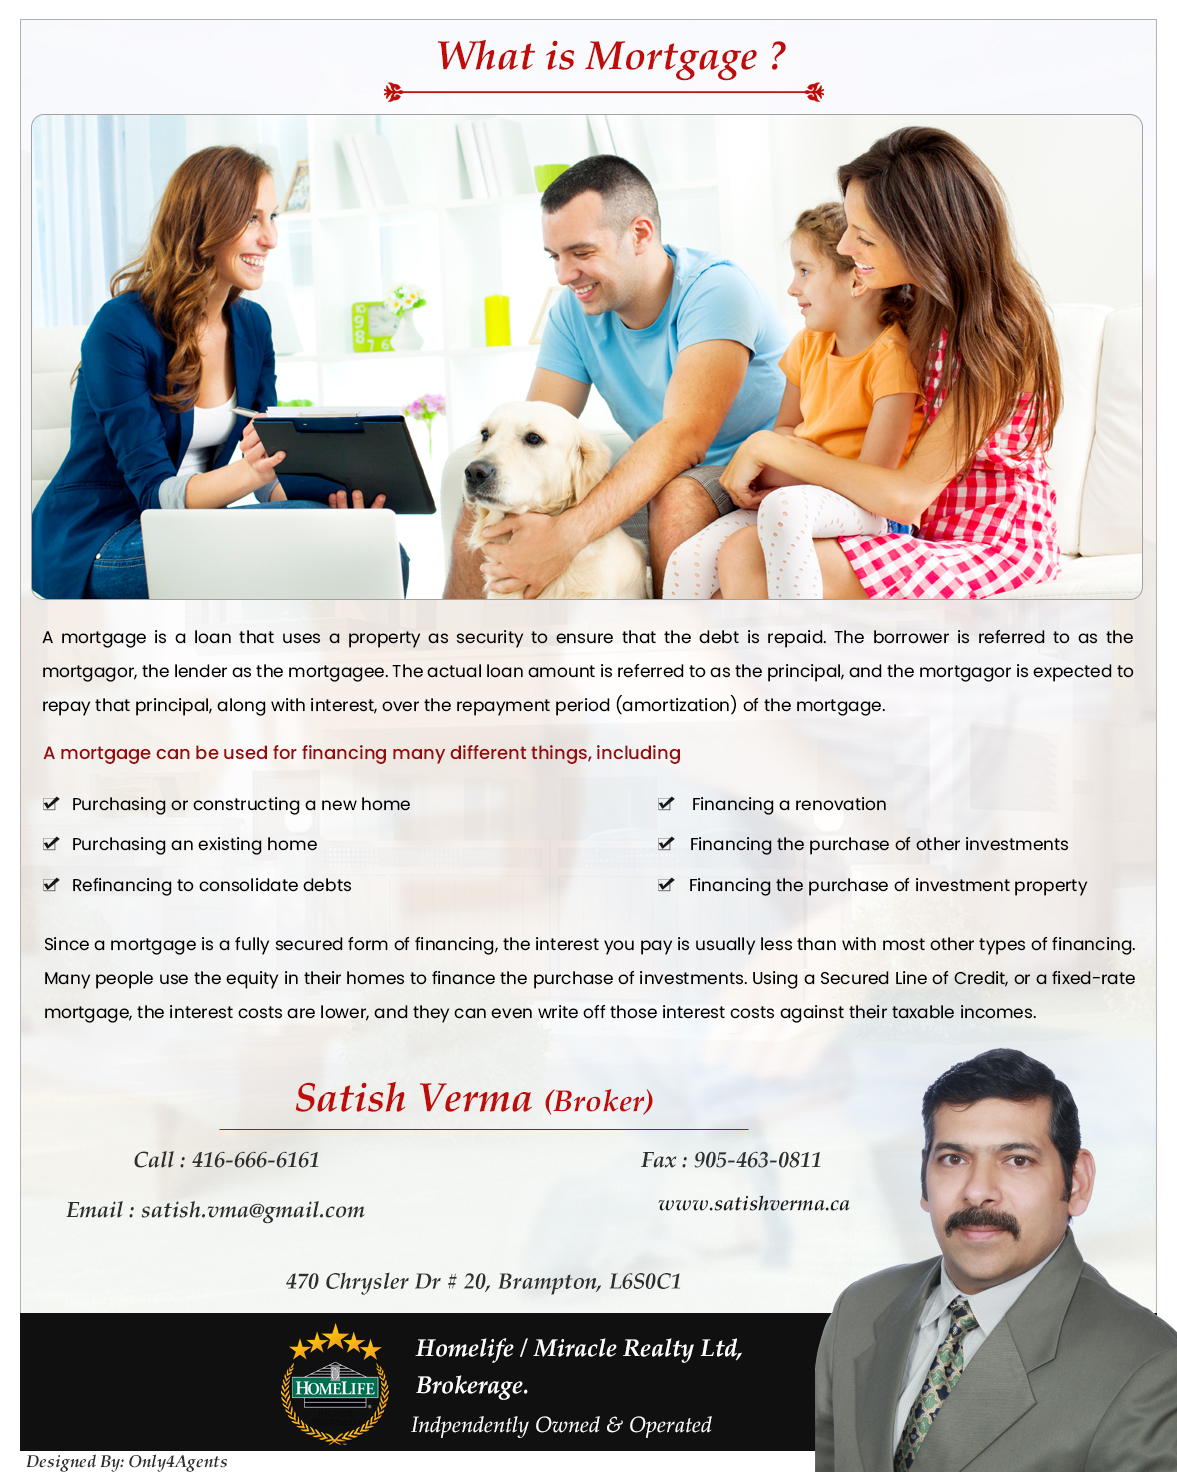 What is Mortgage ?
A mortgage is a loan that uses a property as security to ensure that the debt is repaid. The borrower is referred to as the
mortgagor, the lender as the mortgagee. The actual loan amount is referred to as the principal, and the mortgagor is expected to
repay that principal, along with interest, over the repayment period (amortization) of the mortgage.
A mortgage can be used for financing many different things, including
Purchasing or constructing a new home
Purchasing an existing home
Refinancing to consolidate debts
Financing a renovation
Financing the purchase of other investments
Financing the purchase of investment property
Since a mortgage is a fully secured form of financing, the interest you pay is usually less than with most other types of financing.
Many people use the equity in their homes to finance the purchase of investments. Using a Secured Line of Credit, or a fixed-rate
mortgage, the interest costs are lower, and they can even write off those interest costs against their taxable incomes.
Satish Verma (Broker)
Call : 416-666-6161
Fax : 905-463-0811
Email : satish.vma@gmail.com
www.satishverma.ca
470 Chrysler Dr # 20, Brampton, L6S0C1
HOMELIFE
Homelife / Miracle Realty Ltd,
Brokerage.
Indpendently Owned & Operated
Designed By: Only4Agents